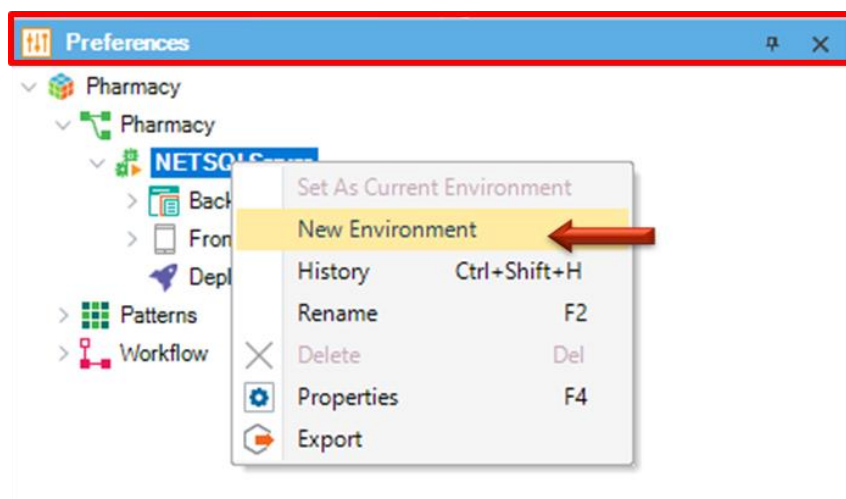 Preferences
Pharmacy
Pharmacy
Set As Current Environment
New Environment
History Ctrl+Shift+H
Patterns Rename F2
Workflow Delete Del
Properties F4
Export